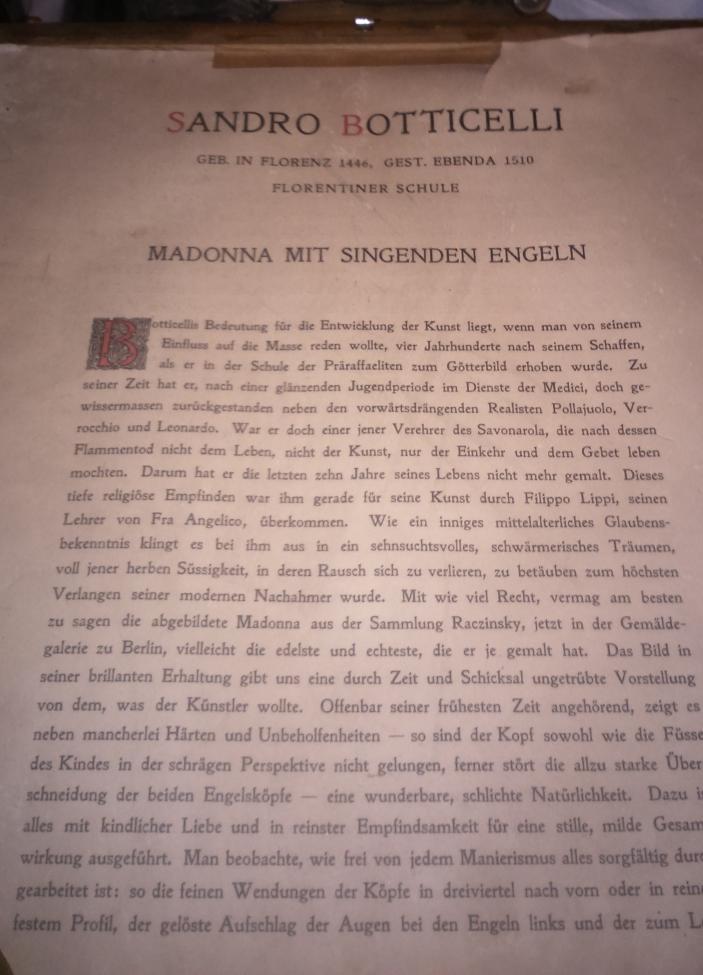 SANDRO BOTTICELLI
GEB. IN FLORENZ 1446, GEST. EBENDA 1510
FLORENTINER SCHULE
MADONNA MIT SINGENDEN ENGELN
Botticellis Bedeutung für die Entwicklung der Kunst liegt, wenn man von seinem
Einfluss auf die Masse reden wollte, vier Jahrhunderte nach seinem Schaffen,
als er in der Schule der Präraffaeliten zum Götterbild erhoben wurde. Zu
seiner Zeit hat er, nach einer glänzenden Jugendperiode im Dienste der Medici, doch ge-
wissermassen zurückgestanden neben den vorwärtsdrängenden Realisten Pollajuolo, Ver-
rocchio und Leonardo. War er doch einer jener Verehrer des Savonarola, die nach dessen
Flammentod nicht dem Leben, nicht der Kunst, nur der Einkehr und dem Gebet leben
mochten. Darum hat er die letzten zehn Jahre seines Lebens nicht mehr gemalt. Dieses
tiefe religiöse Empfinden war ihm gerade für seine Kunst durch Filippo Lippi, seinen
Lehrer von Fra Angelico, überkommen. Wie ein inniges mittelalterliches Glaubens-
bekenntnis klingt es bei ihm aus in ein sehnsuchtsvolles, schwärmerisches Träumen,
voll jener herben Süssigkeit, in deren Rausch sich zu verlieren, zu betäuben zum höchsten
Verlangen seiner modernen Nachahmer wurde. Mit wie viel Recht, vermag am besten
zu sagen die abgebildete Madonna aus der Sammlung Raczinsky, jetzt in der Gemälde-
galerie zu Berlin, vielleicht die edelste und echteste, die er je gemalt hat. Das Bild in
seiner brillanten Erhaltung gibt uns eine durch Zeit und Schicksal ungetrübte Vorstellung
von dem, was der Künstler wollte. Offenbar seiner frühesten Zeit angehörend, zeigt es
neben mancherlei Härten und Unbeholfenheiten — so sind der Kopf sowohl wie die Füsse
des Kindes in der schrägen Perspektive nicht gelungen, ferner stört die allzu starke Über
schneidung der beiden Engelsköpfe — eine wunderbare, schlichte Natürlichkeit. Dazu
alles mit kindlicher Liebe und in reinster Empfindsamkeit für eine stille, milde Gesam
wirkung ausgeführt. Man beobachte, wie frei von jedem Manierismus alles sorgfältig
gearbeitet ist: so die feinen Wendungen der Köpfe in dreiviertel nach vorn oder in
festem Profil, der gelöste Aufschlag der Augen bei den Engeln links und der zum